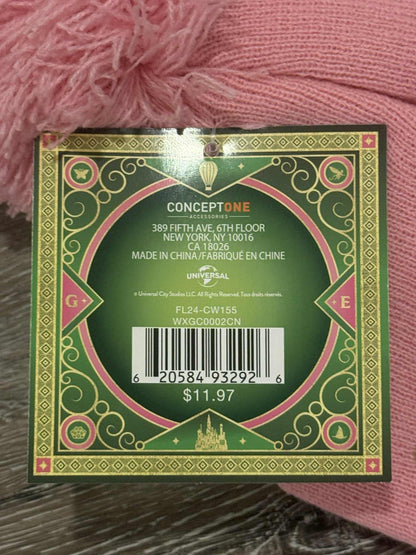 CONCEPTONE
ACCESSORIES
389 FIFTH AVE, 6TH FLOOR
NEW YORK, NY 10016
CA 18026
MADE IN CHINA/FABRIQUÉ EN CHINE
UNIVERSAL
© Universal City Studios LLC. All Rights Reserved. Tous droits réservés.
G E
FL24-CW155
WXGC0002CN
6 20584 93292 6
$11.97